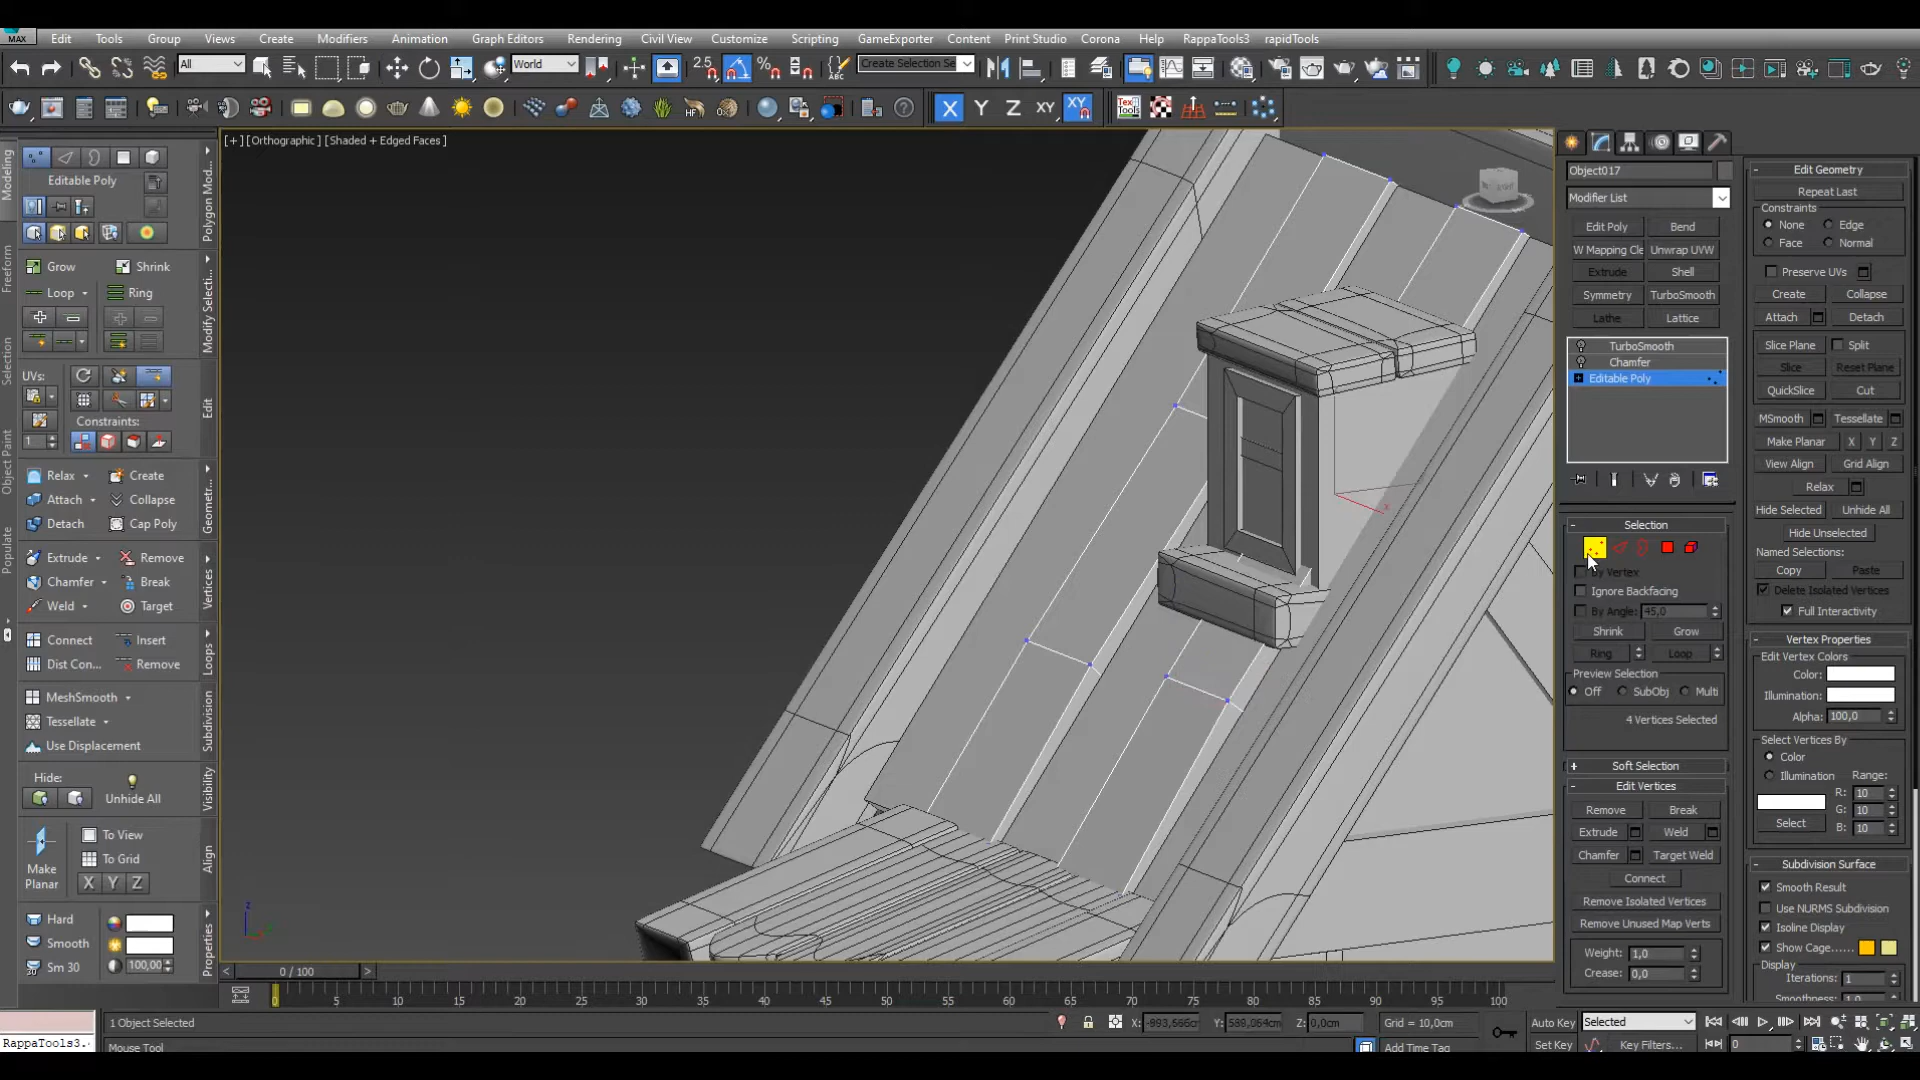 MAX Edit Tools Group Views Create Modifiers Animation Graph Editors Rendering Civil View Customize Scripting GameExporter Content Print Studio Corona Help RappaTools3 rapidTools
All World 2.5 Create Selection Se
X Y Z XY XY TexTools
[+] [Orthographic] [Shaded + Edged Faces]
Modeling
Freeform
Selection
Object Paint
Populate
Editable Poly
Polygon Mod...
Grow Shrink
Loop Ring
Modify Selecti...
UVs:
Edit
Constraints:
1
Relax Create
Attach Collapse
Detach Cap Poly
Geometr...
Extrude Remove
Chamfer Break
Weld Target
Vertices
Connect Insert
Dist Con... Remove
Loops
MeshSmooth
Tessellate
Use Displacement
Subdivision
Hide:
Unhide All
Visibility
To View
To Grid
Make
Planar X Y Z
Align
Hard
Smooth
Sm 30 100,00
Properties
Object017
Modifier List
Edit Poly Bend
W Mapping Cle Unwrap UVW
Extrude Shell
Symmetry TurboSmooth
Lathe Lattice
TurboSmooth
Chamfer
Editable Poly
Selection
By Vertex
Ignore Backfacing
By Angle: 45,0
Shrink Grow
Ring Loop
Preview Selection
Off SubObj Multi
4 Vertices Selected
Soft Selection
Edit Vertices
Remove Break
Extrude Weld
Chamfer Target Weld
Connect
Remove Isolated Vertices
Remove Unused Map Verts
Weight: 1,0
Crease: 0,0
Edit Geometry
Repeat Last
Constraints
None Edge
Face Normal
Preserve UVs
Create Collapse
Attach Detach
Slice Plane Split
Slice Reset Plane
QuickSlice Cut
MSmooth Tessellate
Make Planar X Y Z
View Align Grid Align
Relax
Hide Selected Unhide All
Hide Unselected
Named Selections:
Copy Paste
Delete Isolated Vertices
Full Interactivity
Vertex Properties
Edit Vertex Colors
Color:
Illumination:
Alpha: 100,0
Select Vertices By
Color
Illumination Range:
R: 10
G: 10
Select B: 10
Subdivision Surface
Smooth Result
Use NURMS Subdivision
Isoline Display
Show Cage......
Display
Iterations: 1
< 0 / 100 >
0 5 10 15 20 25 30 35 40 45 50 55 60 65 70 75 80 85 90 95 100
1 Object Selected X: -993,566cm Y: 588,064cm Z: 0,0cm Grid = 10,0cm Auto Key Selected
RappaTools3. Mouse Tool Add Time Tag Set Key Key Filters... 0